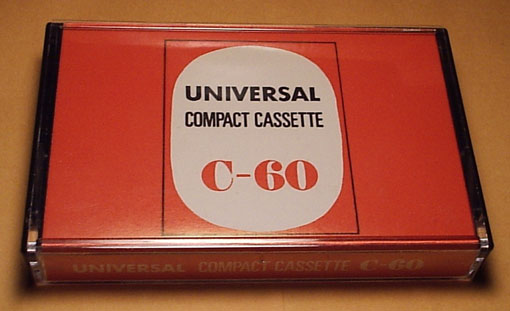 UNIVERSAL
COMPACT CASSETTE
C-60
UNIVERSAL COMPACT CASSETTE C-60